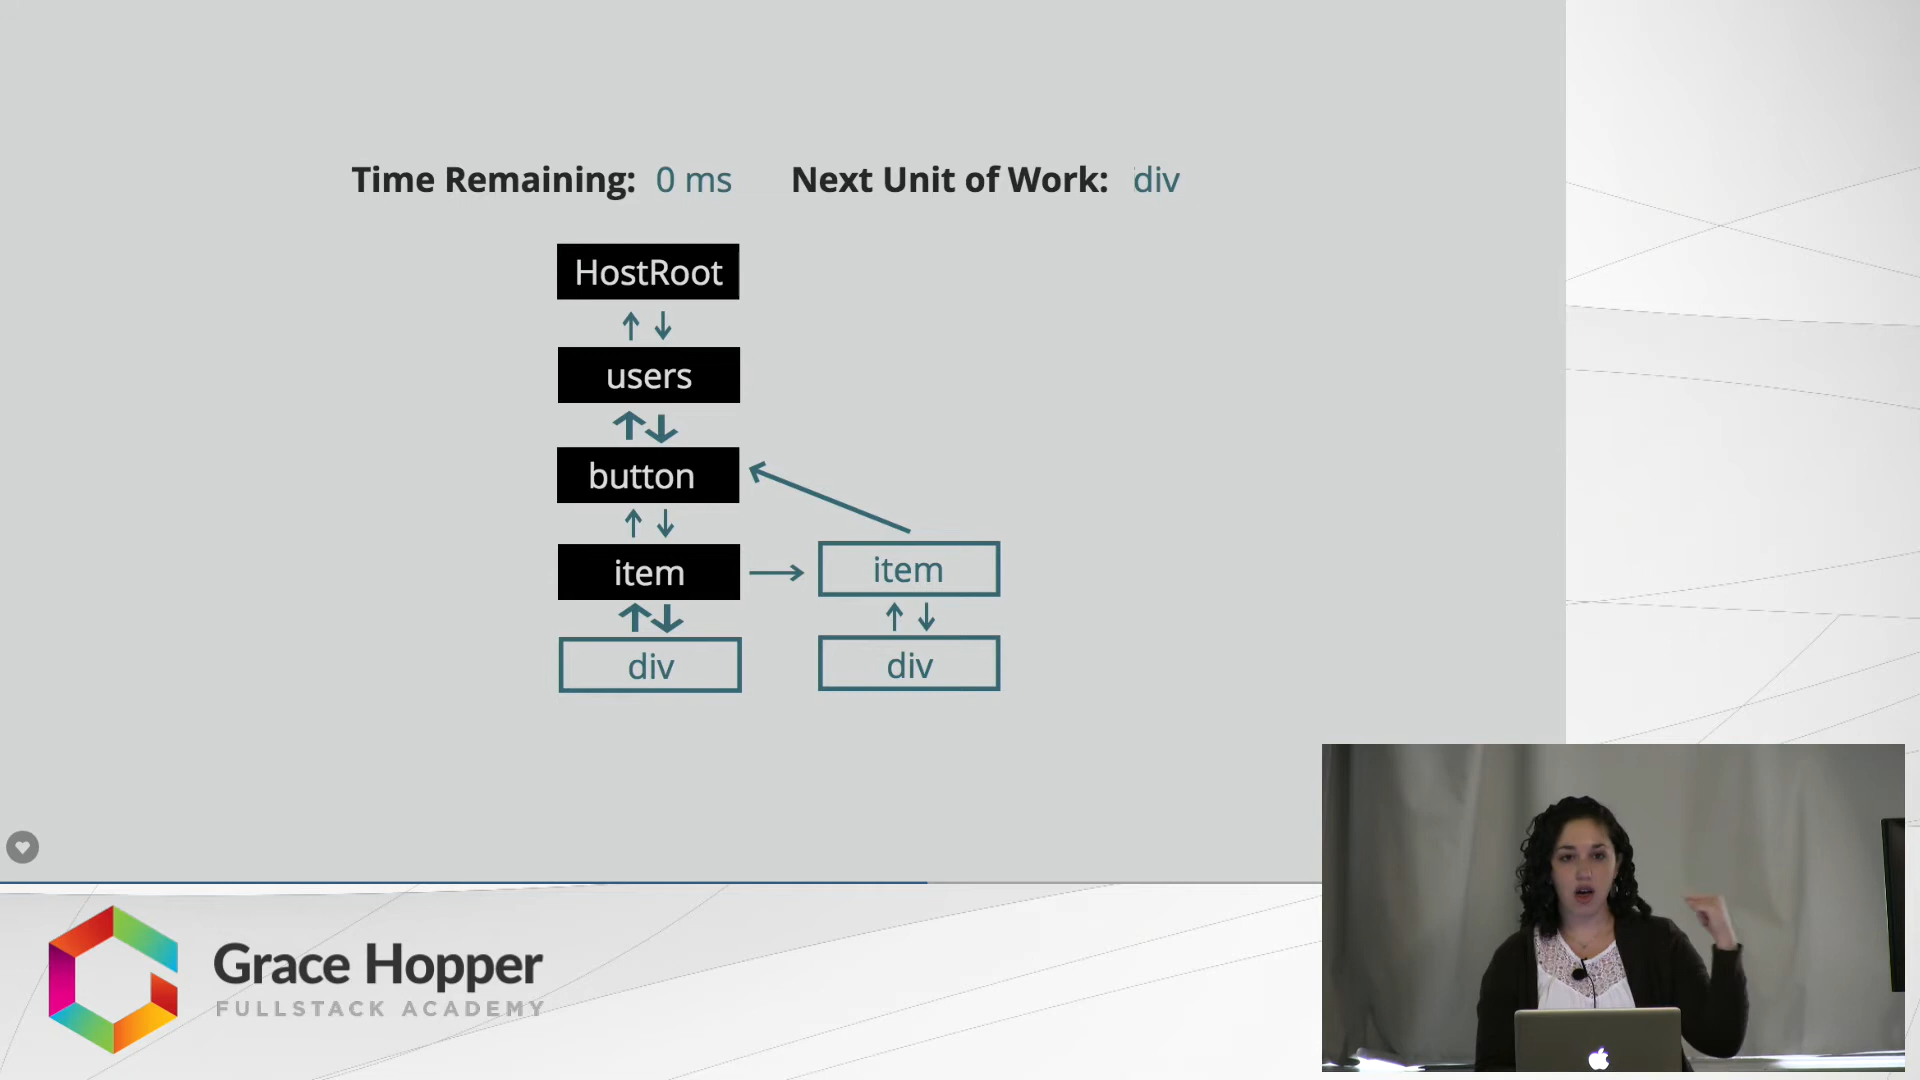 Time Remaining: 0 ms Next Unit of Work: div
HostRoot
users
button
item
item
div
div
Grace Hopper
FULLSTACK ACADEMY